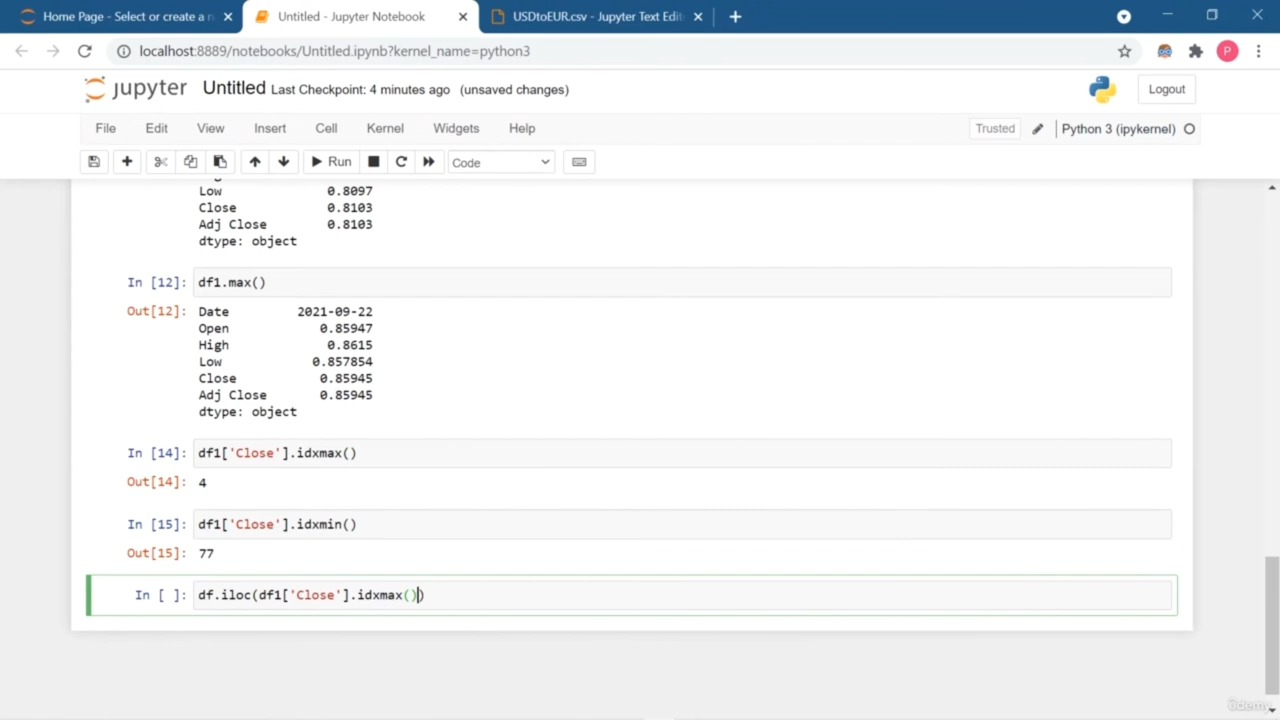 Home Page - Select or create a n
Untitled - Jupyter Notebook
USDtoEUR.csv - Jupyter Text Edit
localhost:8889/notebooks/Untitled.ipynb?kernel_name=python3
P
jupyter Untitled Last Checkpoint: 4 minutes ago (unsaved changes)
Logout
File Edit View Insert Cell Kernel Widgets Help
Trusted Python 3 (ipykernel)
Run Code
Low 0.8097
Close 0.8103
Adj Close 0.8103
dtype: object
In [12]: df1.max()
Out[12]: Date 2021-09-22
Open 0.85947
High 0.8615
Low 0.857854
Close 0.85945
Adj Close 0.85945
dtype: object
In [14]: df1['Close'].idxmax()
Out[14]: 4
In [15]: df1['Close'].idxmin()
Out[15]: 77
In [ ]: df.iloc(df1['Close'].idxmax())
Udemy